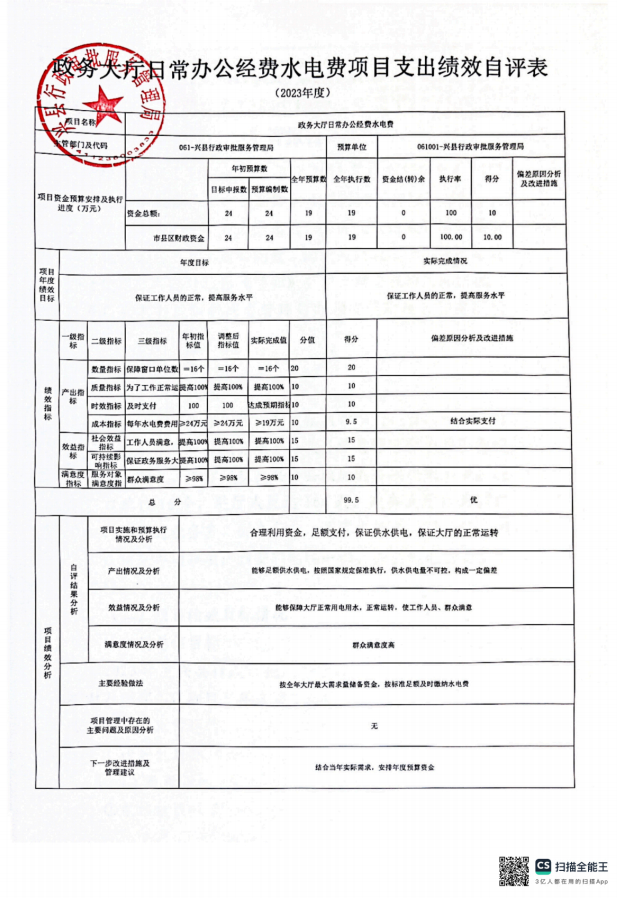 政务大厅日常办公经费水电费项目支出绩效自评表
（2023年度）
项目名称 政务大厅日常办公经费水电费
主管部门及代码 061-兴县行政审批服务管理局 预算单位 061001-兴县行政审批服务管理局
项目资金预算安排及执行进度（万元） 年初预算数 全年预算数 全年执行数 资金结(转)余 执行率 得分 偏差原因分析及改进措施
目标申报数 预算编制数
资金总额： 24 24 19 19 0 100 10
市县区财政资金 24 24 19 19 0 100.00 10.00
项目年度绩效目标 年度目标 实际完成情况
保证工作人员的正常，提高服务水平 保证工作人员的正常，提高服务水平
绩效指标 一级指标 二级指标 三级指标 年初指标值 调整后指标值 实际完成值 分值 得分 偏差原因分析及改进措施
产出指标 数量指标 保障窗口单位数 ＝16个 ＝16个 ＝16个 20 20
质量指标 为了工作正常运 提高100% 提高100% 提高100% 10 10
时效指标 及时支付 100 100 达成预期指标 10 10
成本指标 每年水电费费用 ≥24万元 ≥24万元 ≥19万元 10 9.5 结合实际支付
效益指标 社会效益指标 工作人员满意， 提高100% 提高100% 提高100% 15 15
可持续影响指标 保证政务服务大 提高100% 提高100% 提高100% 15 15
满意度指标 服务对象满意度指 群众满意度 ≥98% ≥98% ≥98% 10 10
总 分 99.5 优
项目绩效分析 自评结果分析 项目实施和预算执行情况及分析 合理利用资金，足额支付，保证供水供电，保证大厅的正常运转
产出情况及分析 能够足额供水供电，按照国家规定保准执行，供水供电量不可控，构成一定偏差
效益情况及分析 能够保障大厅正常用电用水，正常运转，使工作人员、群众满意
满意度情况及分析 群众满意度高
主要经验做法 按全年大厅最大需求量储备资金，按标准足额及时缴纳水电费
项目管理中存在的主要问题及原因分析 无
下一步改进措施及管理建议 结合当年实际需求，安排年度预算资金
兴县行政审批服务管理局
CS 扫描全能王
3亿人都在用的扫描App